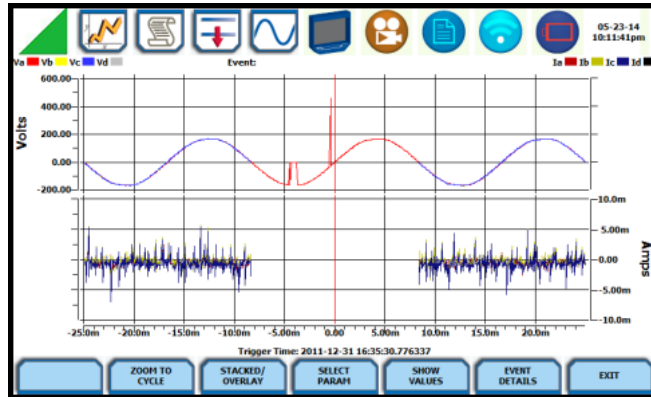 05-23-14
10:11:41pm
Va Vb Vc Vd Event: Ia Ib Ic Id
600.00
400.00
200.00
0.00
-200.00
Volts
10.0m
5.00m
0.00
-5.00m
-10.0m
Amps
-25.0m -20.0m -15.0m -10.0m -5.00m 0.00 5.00m 10.0m 15.0m 20.0m
Trigger Time: 2011-12-31 16:35:30.776337
ZOOM TO
CYCLE
STACKED/
OVERLAY
SELECT
PARAM
SHOW
VALUES
EVENT
DETAILS
EXIT